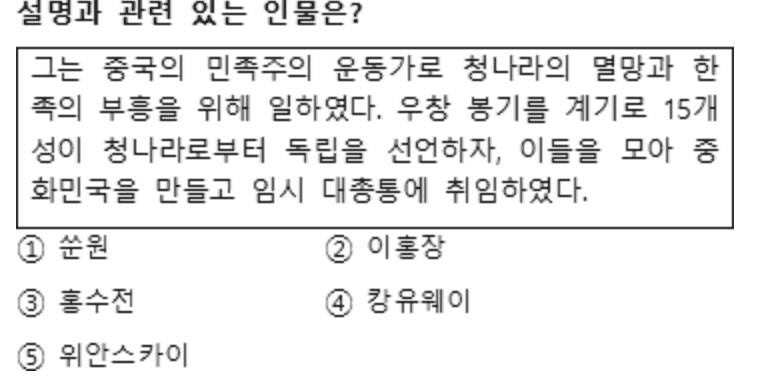 설명과 관련 있는 인물은?
그는 중국의 민족주의 운동가로 청나라의 멸망과 한
족의 부흥을 위해 일하였다. 우창 봉기를 계기로 15개
성이 청나라로부터 독립을 선언하자, 이들을 모아 중
화민국을 만들고 임시 대총통에 취임하였다.
① 쑨원 ② 이홍장
③ 홍수전 ④ 캉유웨이
⑤ 위안스카이